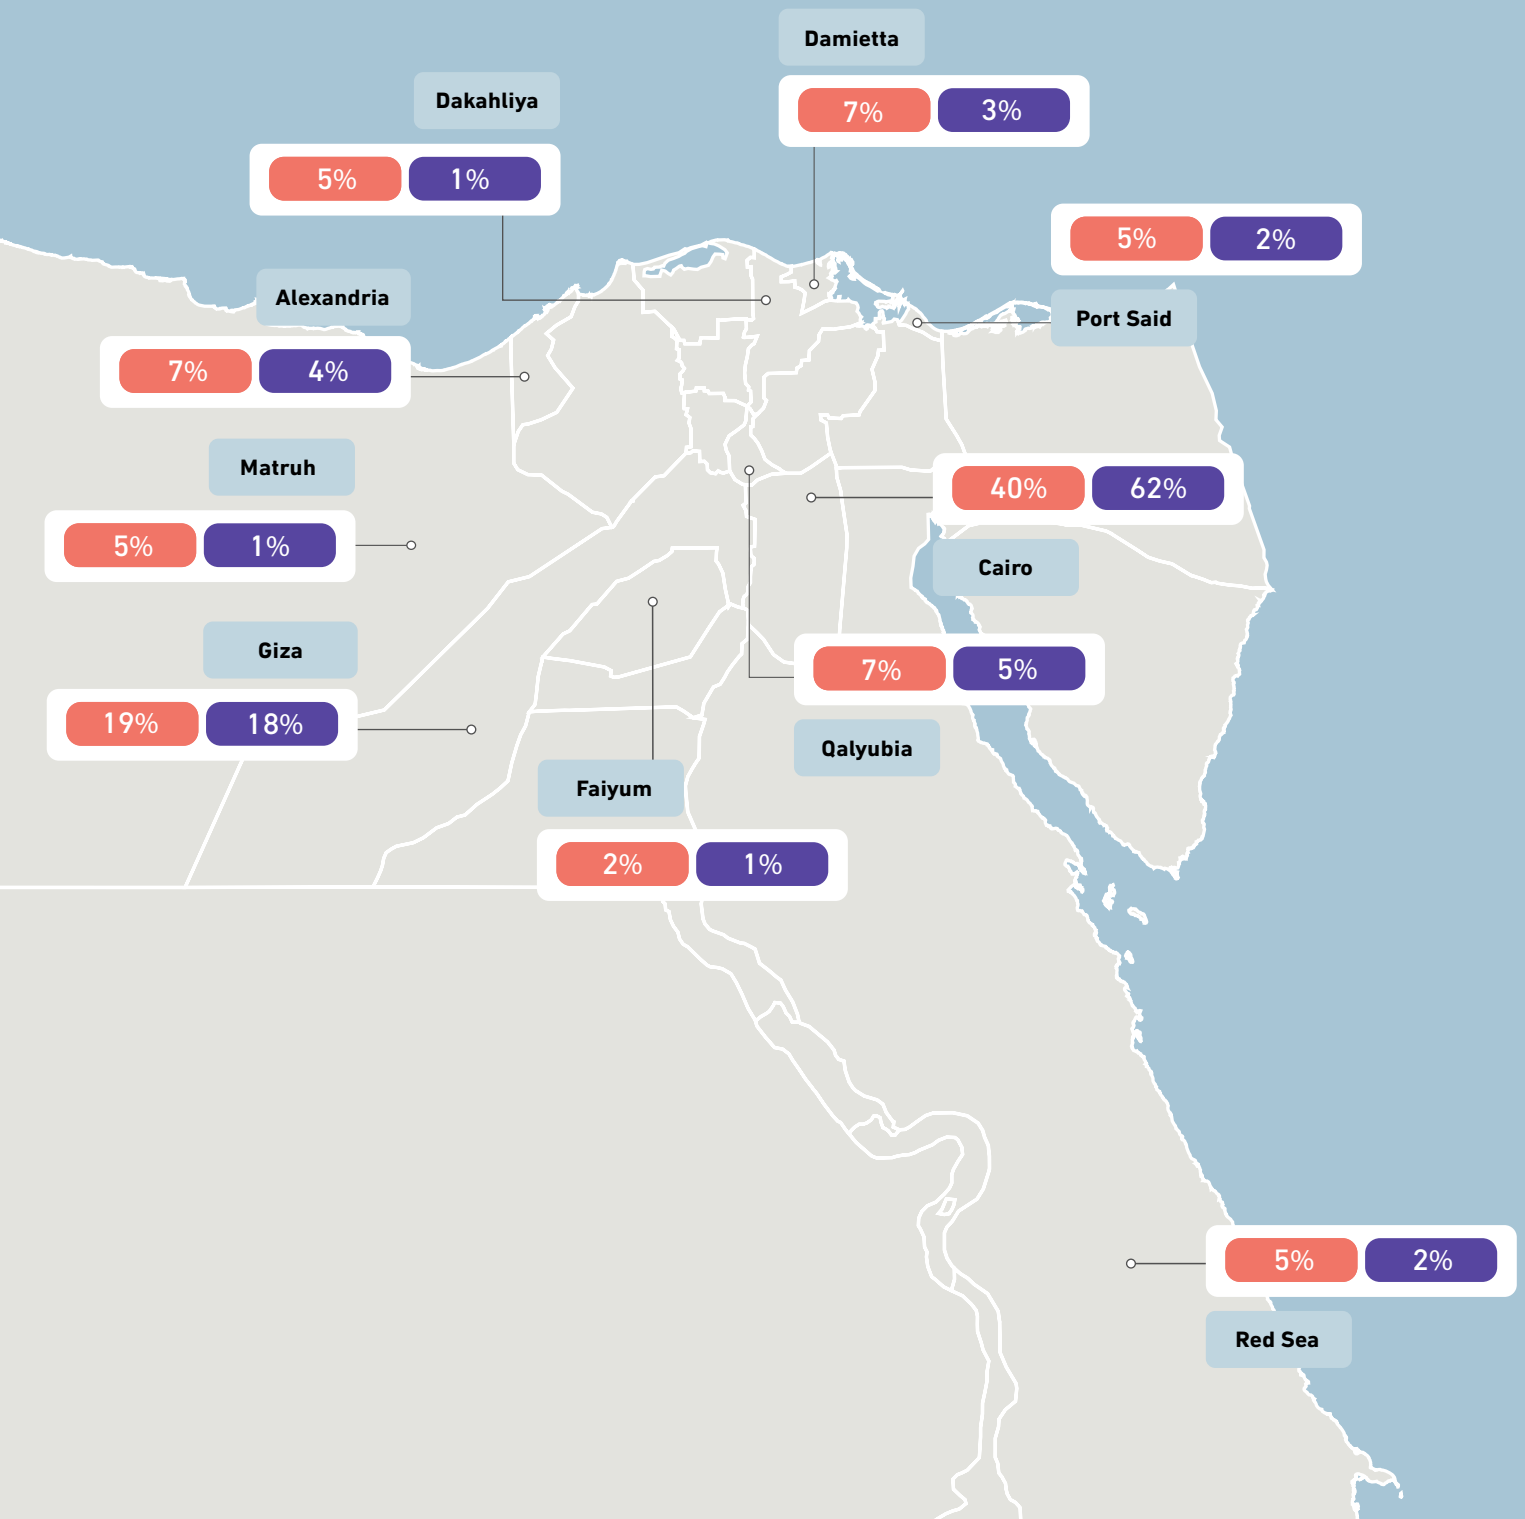 Damietta
7% 3%
Dakahliya
5% 1%
5% 2%
Port Said
Alexandria
7% 4%
Matruh
5% 1%
40% 62%
Cairo
Giza
19% 18%
7% 5%
Qalyubia
Faiyum
2% 1%
5% 2%
Red Sea